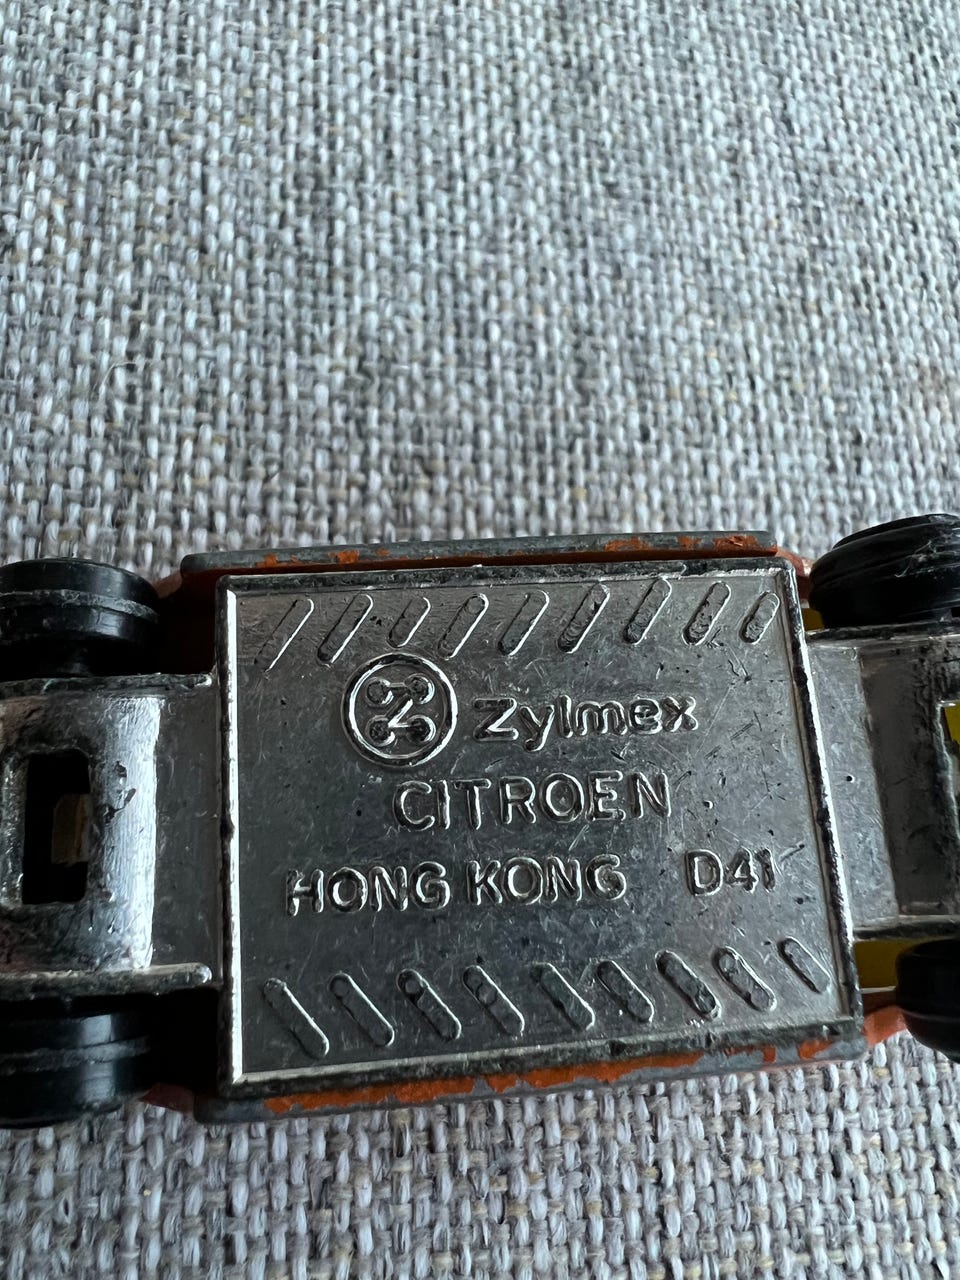 Z Zylmex
CITROEN
HONG KONG D41